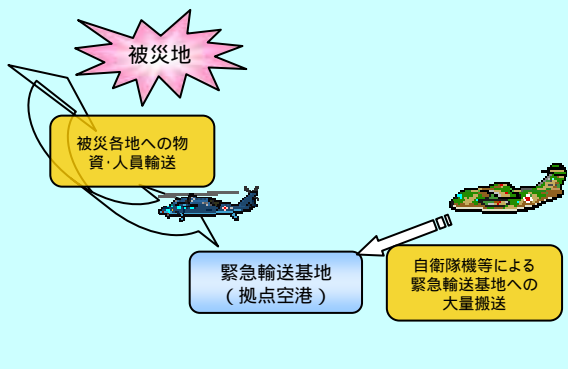 被災地
被災各地への物
資・人員輸送
緊急輸送基地
（拠点空港）
自衛隊機等による
緊急輸送基地への
大量搬送